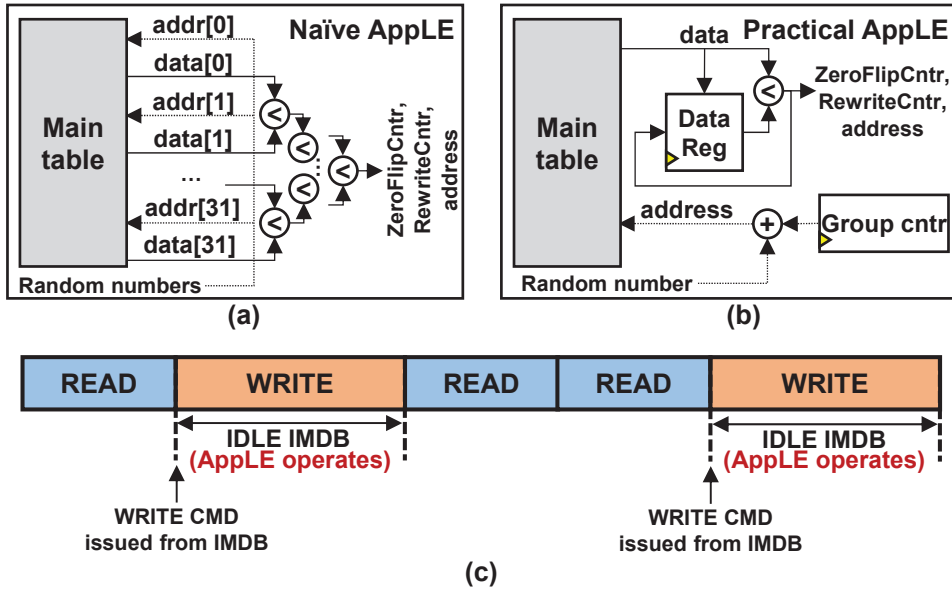 Naïve AppLE
Main
table
addr[0]
data[0]
addr[1]
data[1]
...
addr[31]
data[31]
Random numbers
<
<
<
<
<
...
ZeroFlipCntr,
RewriteCntr,
address
(a)
Practical AppLE
Main
table
data
<
Data
Reg
ZeroFlipCntr,
RewriteCntr,
address
address
+
Group cntr
Random number
(b)
READ
WRITE
READ
READ
WRITE
IDLE IMDB
(AppLE operates)
IDLE IMDB
(AppLE operates)
WRITE CMD
issued from IMDB
WRITE CMD
issued from IMDB
(c)